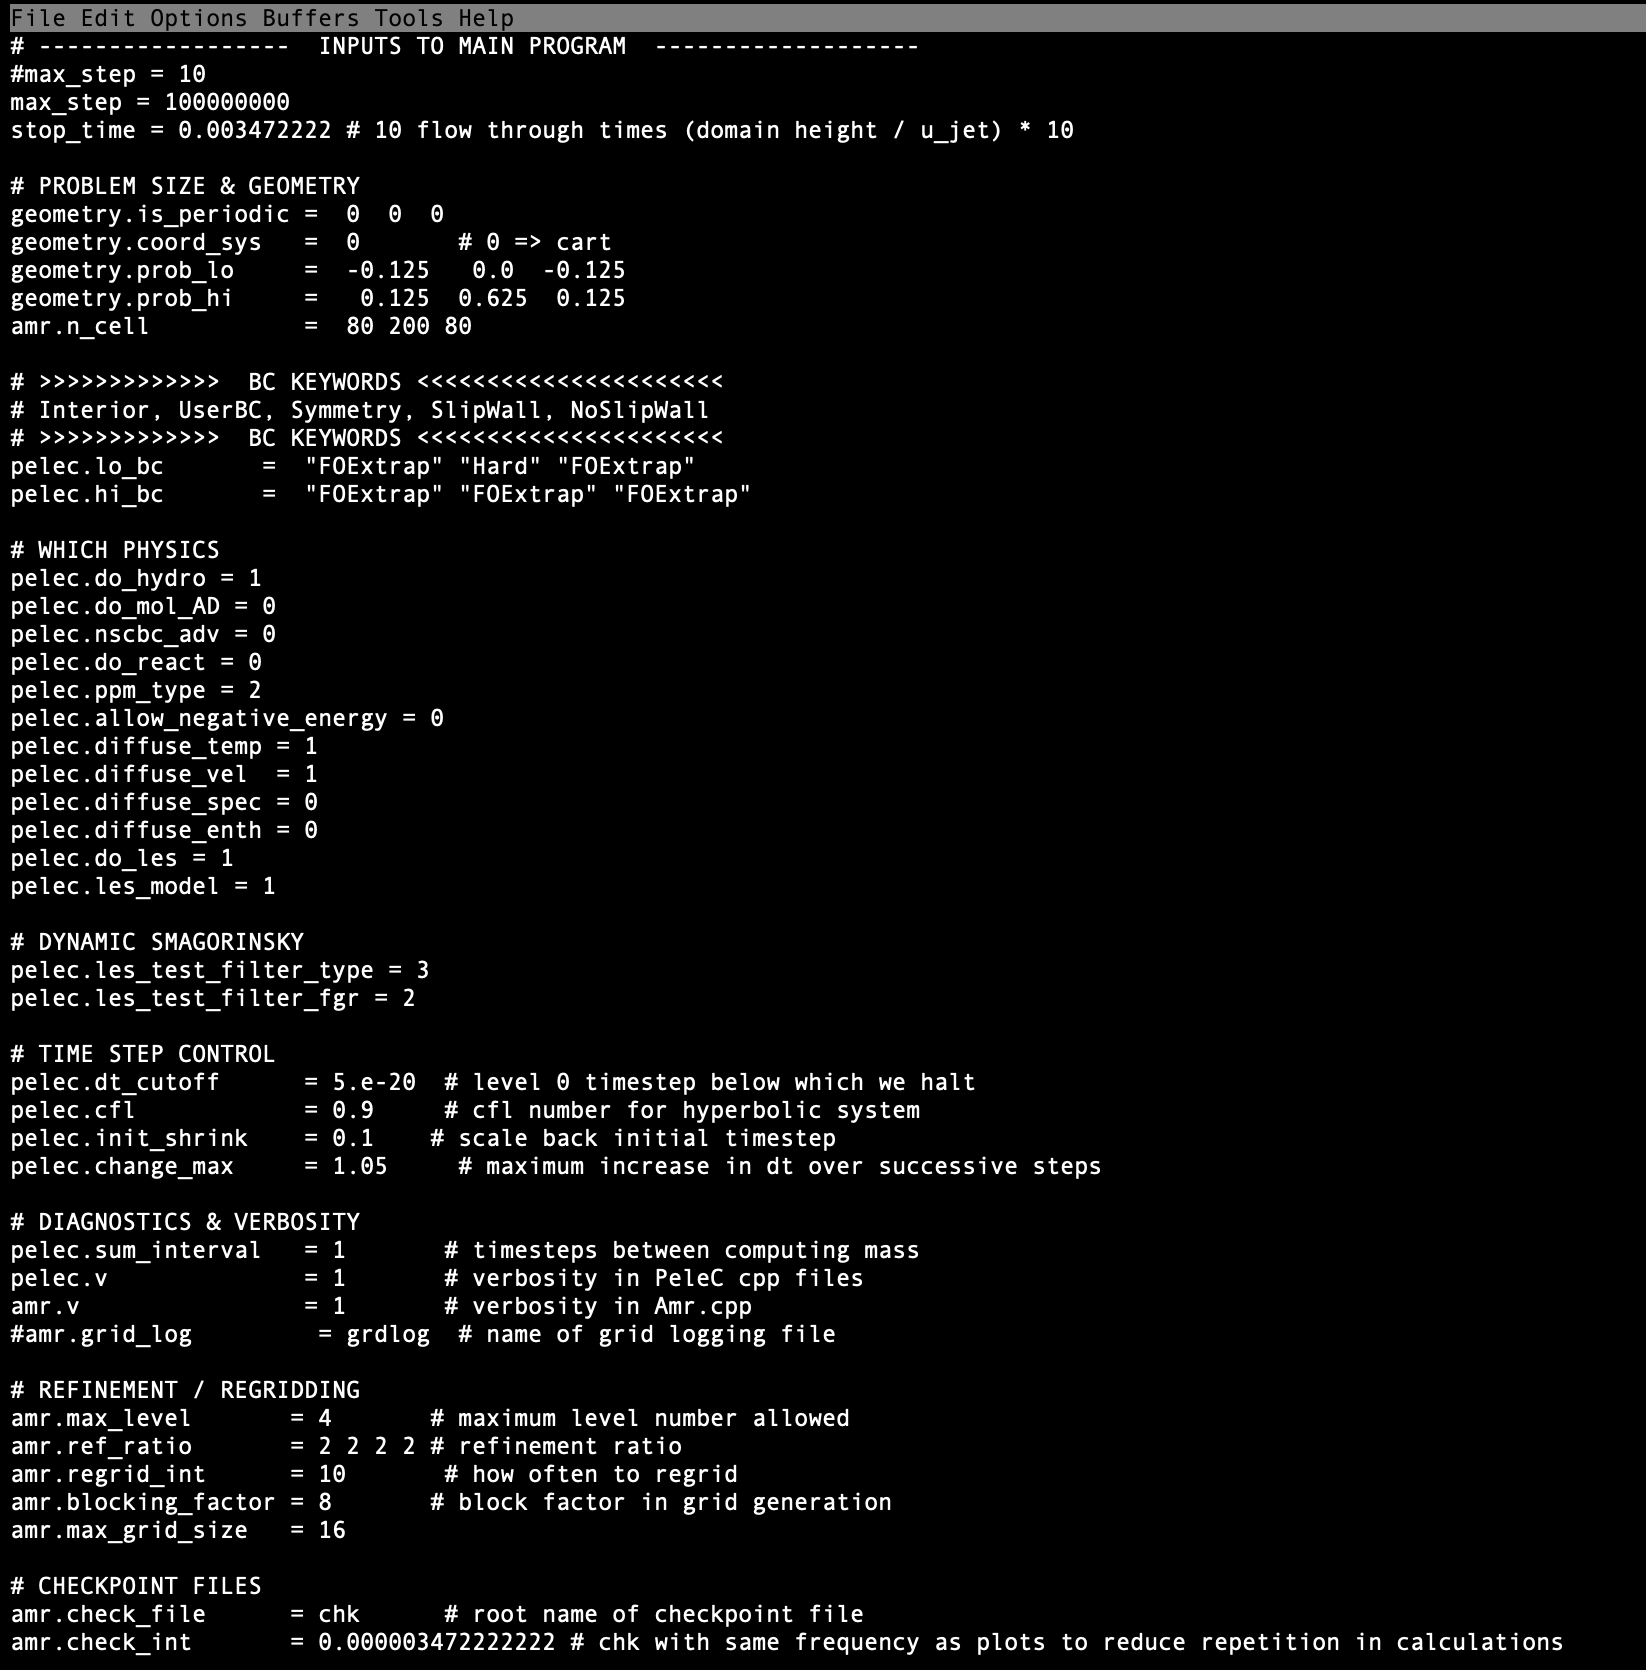 File Edit Options Buffers Tools Help
# ------------------  INPUTS TO MAIN PROGRAM  -------------------
#max_step = 10
max_step = 100000000
stop_time = 0.003472222 # 10 flow through times (domain height / u_jet) * 10

# PROBLEM SIZE & GEOMETRY
geometry.is_periodic =  0  0  0
geometry.coord_sys   =  0       # 0 => cart
geometry.prob_lo     =  -0.125   0.0  -0.125
geometry.prob_hi     =   0.125  0.625  0.125
amr.n_cell           =  80 200 80

# >>>>>>>>>>>>>  BC KEYWORDS <<<<<<<<<<<<<<<<<<<<<<
# Interior, UserBC, Symmetry, SlipWall, NoSlipWall
# >>>>>>>>>>>>>  BC KEYWORDS <<<<<<<<<<<<<<<<<<<<<<
pelec.lo_bc       =  "FOExtrap" "Hard" "FOExtrap"
pelec.hi_bc       =  "FOExtrap" "FOExtrap" "FOExtrap"

# WHICH PHYSICS
pelec.do_hydro = 1
pelec.do_mol_AD = 0
pelec.nscbc_adv = 0
pelec.do_react = 0
pelec.ppm_type = 2
pelec.allow_negative_energy = 0
pelec.diffuse_temp = 1
pelec.diffuse_vel  = 1
pelec.diffuse_spec = 0
pelec.diffuse_enth = 0
pelec.do_les = 1
pelec.les_model = 1

# DYNAMIC SMAGORINSKY
pelec.les_test_filter_type = 3
pelec.les_test_filter_fgr = 2

# TIME STEP CONTROL
pelec.dt_cutoff      = 5.e-20  # level 0 timestep below which we halt
pelec.cfl            = 0.9     # cfl number for hyperbolic system
pelec.init_shrink    = 0.1    # scale back initial timestep
pelec.change_max     = 1.05     # maximum increase in dt over successive steps

# DIAGNOSTICS & VERBOSITY
pelec.sum_interval   = 1       # timesteps between computing mass
pelec.v              = 1       # verbosity in PeleC cpp files
amr.v                = 1       # verbosity in Amr.cpp
#amr.grid_log         = grdlog  # name of grid logging file

# REFINEMENT / REGRIDDING
amr.max_level       = 4       # maximum level number allowed
amr.ref_ratio       = 2 2 2 2 # refinement ratio
amr.regrid_int      = 10       # how often to regrid
amr.blocking_factor = 8       # block factor in grid generation
amr.max_grid_size   = 16

# CHECKPOINT FILES
amr.check_file      = chk      # root name of checkpoint file
amr.check_int       = 0.000003472222222 # chk with same frequency as plots to reduce repetition in calculations